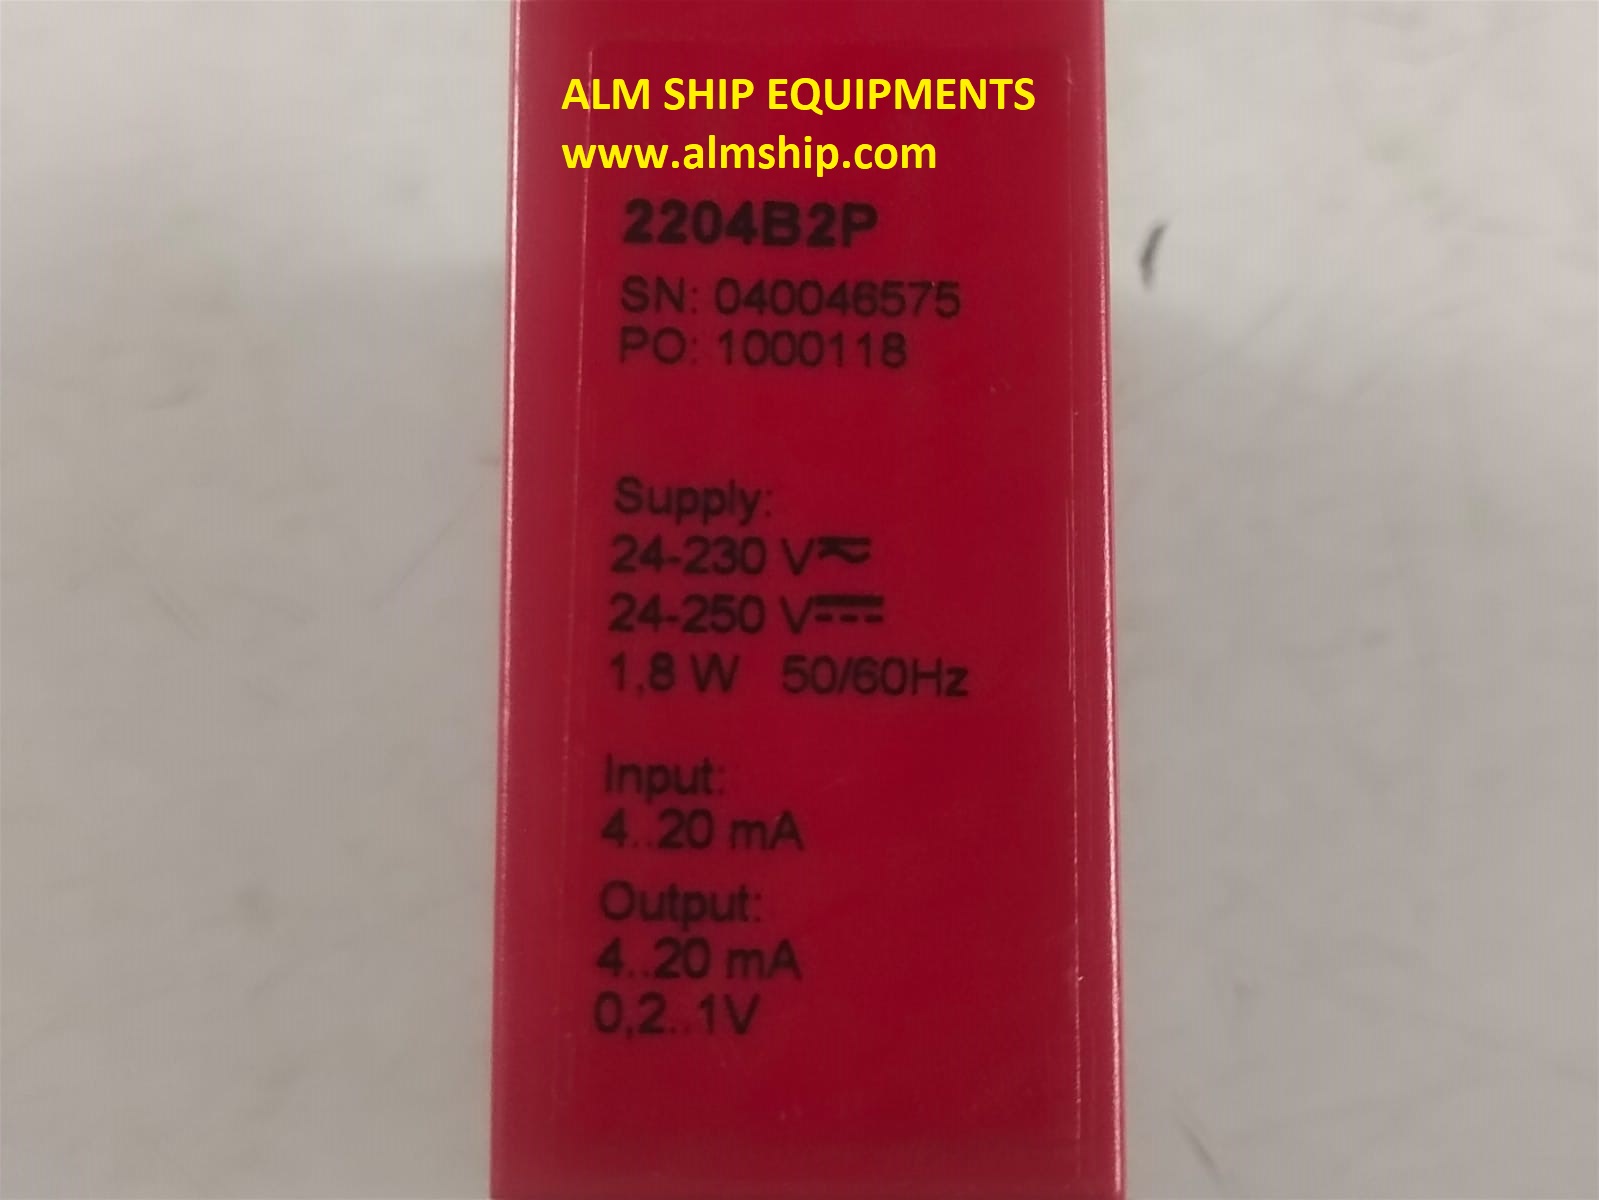 ALM SHIP EQUIPMENTS
www.almship.com
2204B2P
SN: 040046575
PO: 1000118
Supply:
24-230 V
24-250 V
1,8 W 50/60Hz
Input:
4..20 mA
Output:
4..20 mA
0,2..1V